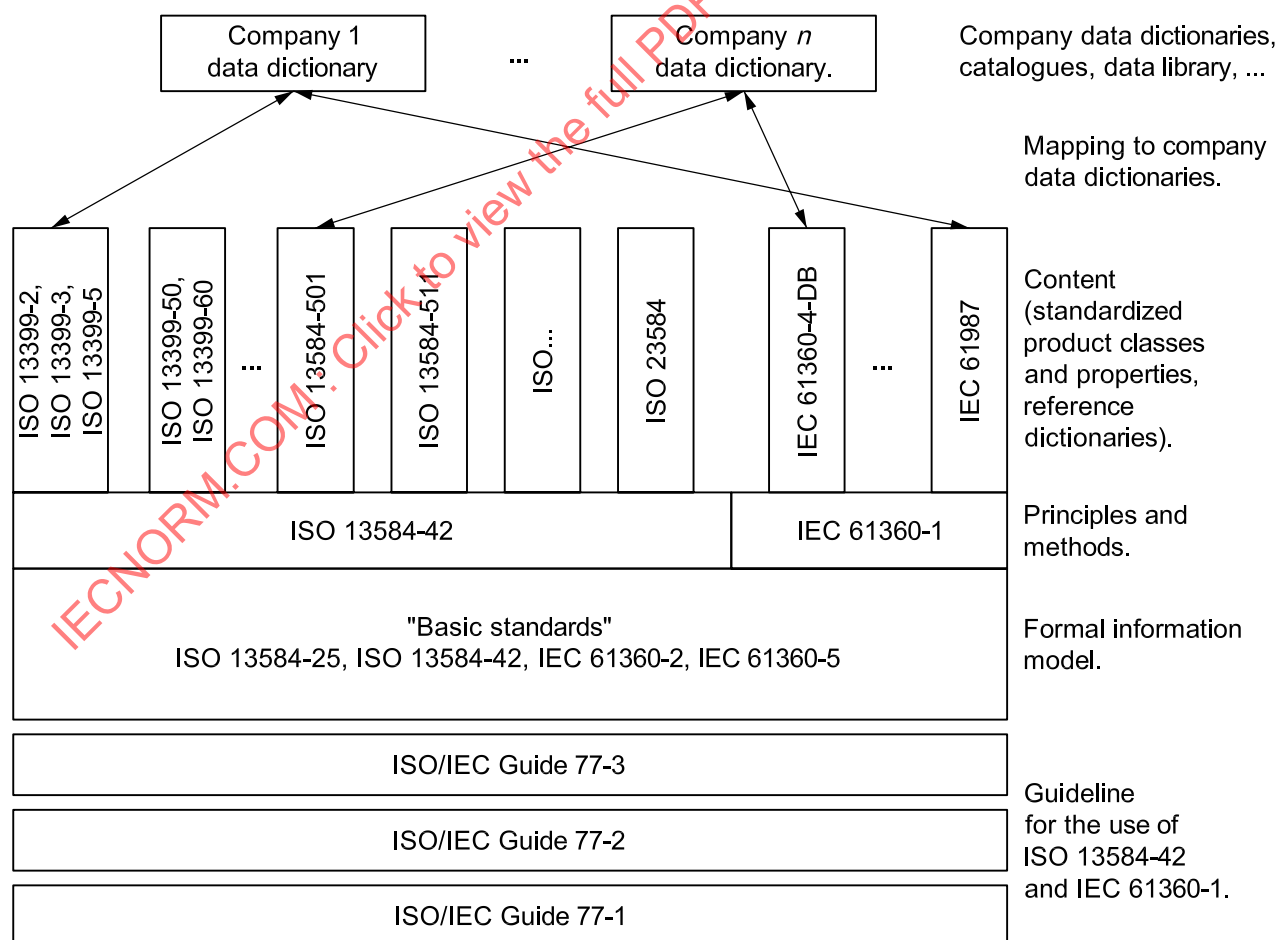 Company 1
data dictionary
...
Company n
data dictionary.
Company data dictionaries,
catalogues, data library, ...
Mapping to company
data dictionaries.
ISO 13399-2,
ISO 13399-3,
ISO 13399-5
ISO 13399-50,
ISO 13399-60
...
ISO 13584-501
ISO 13584-511
ISO...
ISO 23584
IEC 61360-4-DB
...
IEC 61987
Content
(standardized
product classes
and properties,
reference
dictionaries).
ISO 13584-42
IEC 61360-1
Principles and
methods.
"Basic standards"
ISO 13584-25, ISO 13584-42, IEC 61360-2, IEC 61360-5
Formal information
model.
ISO/IEC Guide 77-3
ISO/IEC Guide 77-2
ISO/IEC Guide 77-1
Guideline
for the use of
ISO 13584-42
and IEC 61360-1.
IECNORM.COM : Click to view the full PDF